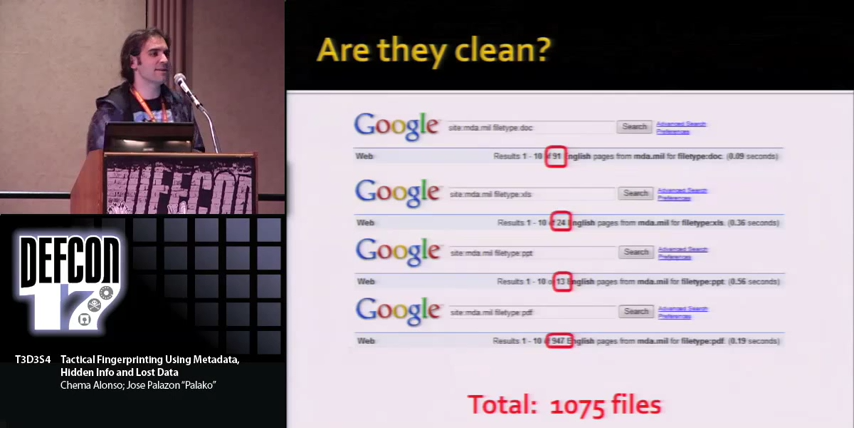 DEFCON
DEFCON
17
T3D3S4 Tactical Fingerprinting Using Metadata,
Hidden Info and Lost Data
Chema Alonso; Jose Palazon "Palako"
Are they clean?
Google site:mda.mil filetype:doc Search Advanced Search
Preferences
Web Results 1 - 10 of 91 English pages from mda.mil for filetype:doc. (0.09 seconds)
Google site:mda.mil filetype:xls Search Advanced Search
Preferences
Web Results 1 - 10 of 24 English pages from mda.mil for filetype:xls. (0.36 seconds)
Google site:mda.mil filetype:ppt Search Advanced Search
Preferences
Web Results 1 - 10 of 13 English pages from mda.mil for filetype:ppt. (0.56 seconds)
Google site:mda.mil filetype:pdf Search Advanced Search
Preferences
Web Results 1 - 10 of 947 English pages from mda.mil for filetype:pdf. (0.19 seconds)
Total: 1075 files